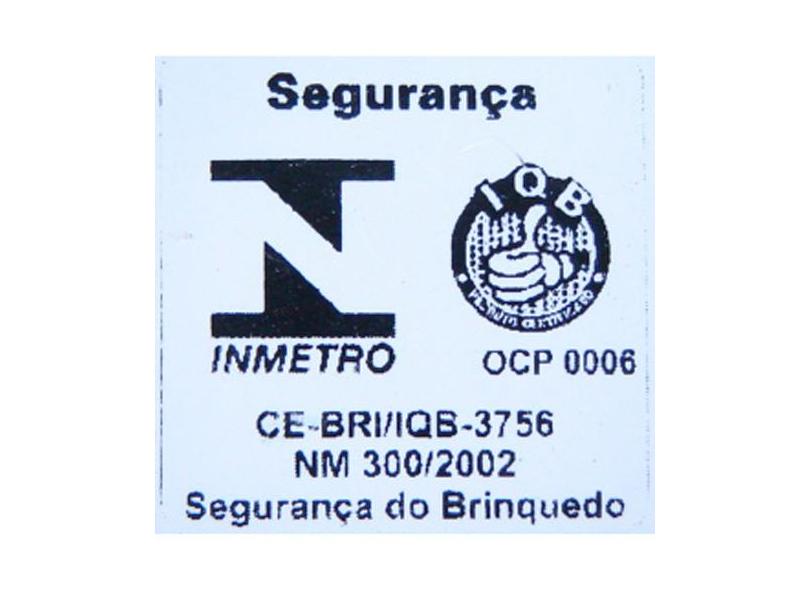 Segurança
IQB
INMETRO
OCP 0006
CE-BRI/IQB-3756
NM 300/2002
Segurança do Brinquedo